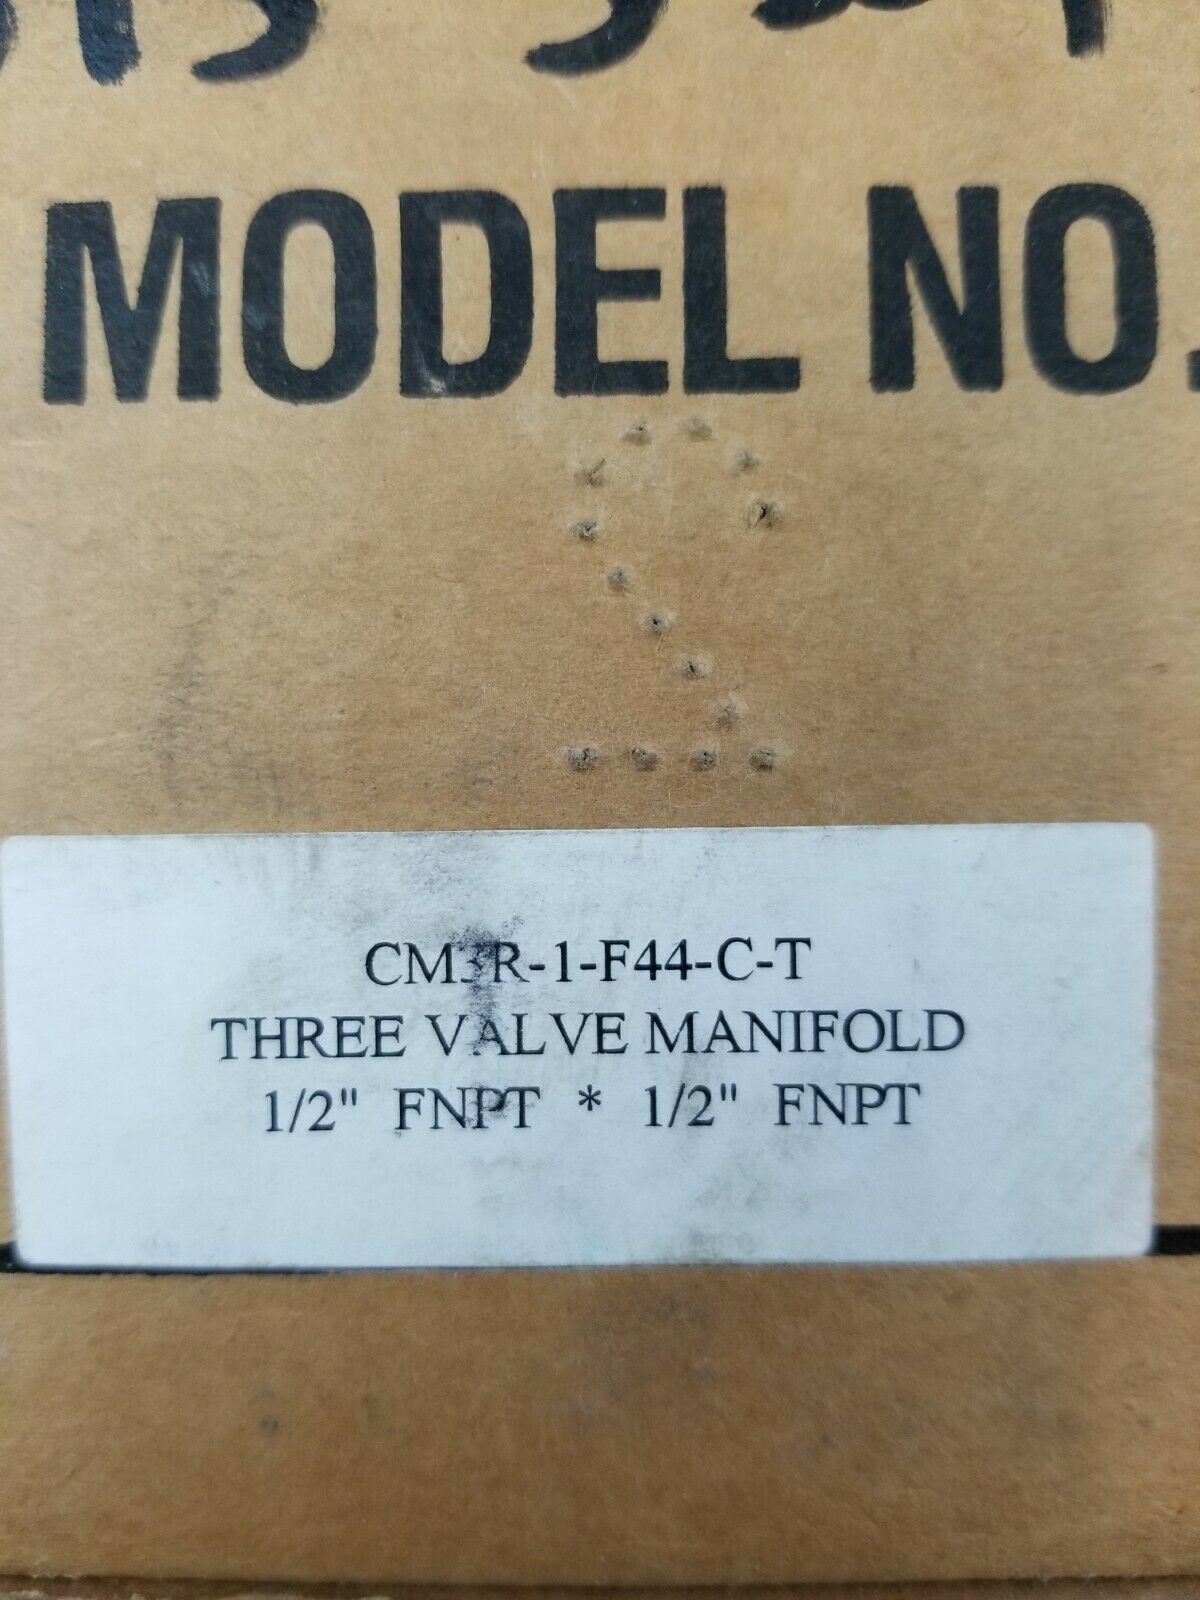 MODEL NO.
CM3R-1-F44-C-T
THREE VALVE MANIFOLD
1/2" FNPT * 1/2" FNPT